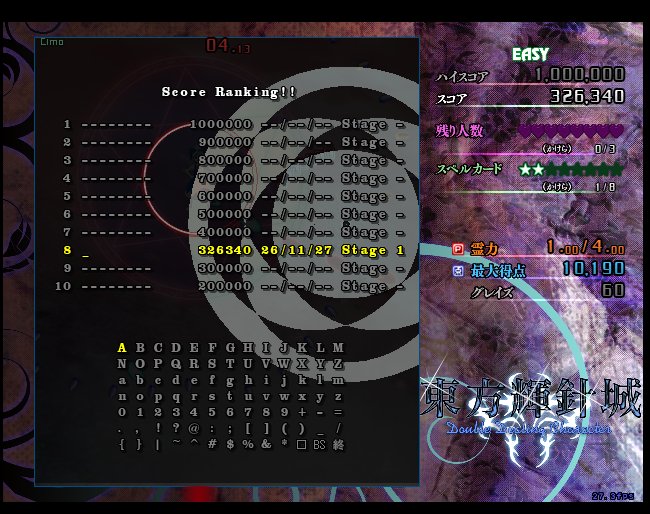 Cimo
04.13
Score Ranking!!
1 -------- 1000000 --/--/-- Stage -
2 -------- 900000 --/--/-- Stage -
3 -------- 800000 --/--/-- Stage -
4 -------- 700000 --/--/-- Stage -
5 -------- 600000 --/--/-- Stage -
6 -------- 500000 --/--/-- Stage -
7 -------- 400000 --/--/-- Stage -
8 _ 326340 26/11/27 Stage 1
9 -------- 300000 --/--/-- Stage -
10 -------- 200000 --/--/-- Stage -
A B C D E F G H I J K L M
N O P Q R S T U V W X Y Z
a b c d e f g h i j k l m
n o p q r s t u v w x y z
0 1 2 3 4 5 6 7 8 9 + - =
. , ! ? @ : ; [ ] ( ) _ /
{ } | ~ ^ # $ % & * □ BS 終
EASY
ハイスコア 1,000,000
スコア 326,340
残り人数
(かけら) 0/3
スペルカード ★★★★★★★★
(かけら) 1/8
P 霊力 1.00/4.00
最大得点 10,190
グレイズ 60
東方輝針城
Double Dealing Character
27.3fps